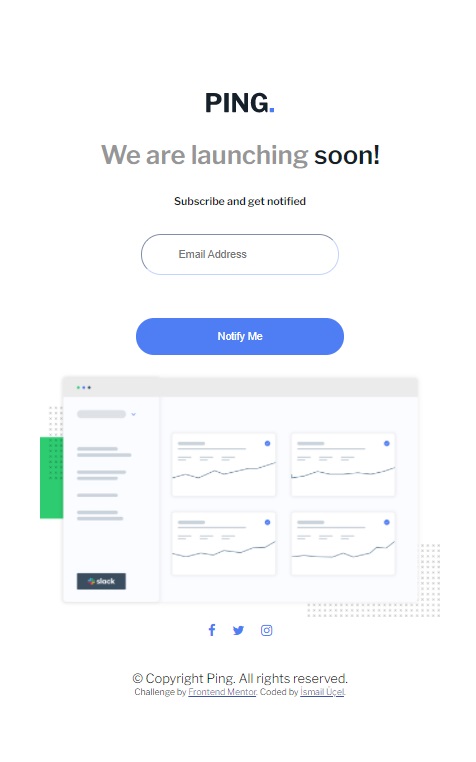 PING.
We are launching soon!
Subscribe and get notified
Email Address
Notify Me
slack
© Copyright Ping. All rights reserved.
Challenge by Frontend Mentor. Coded by İsmail Üçel.